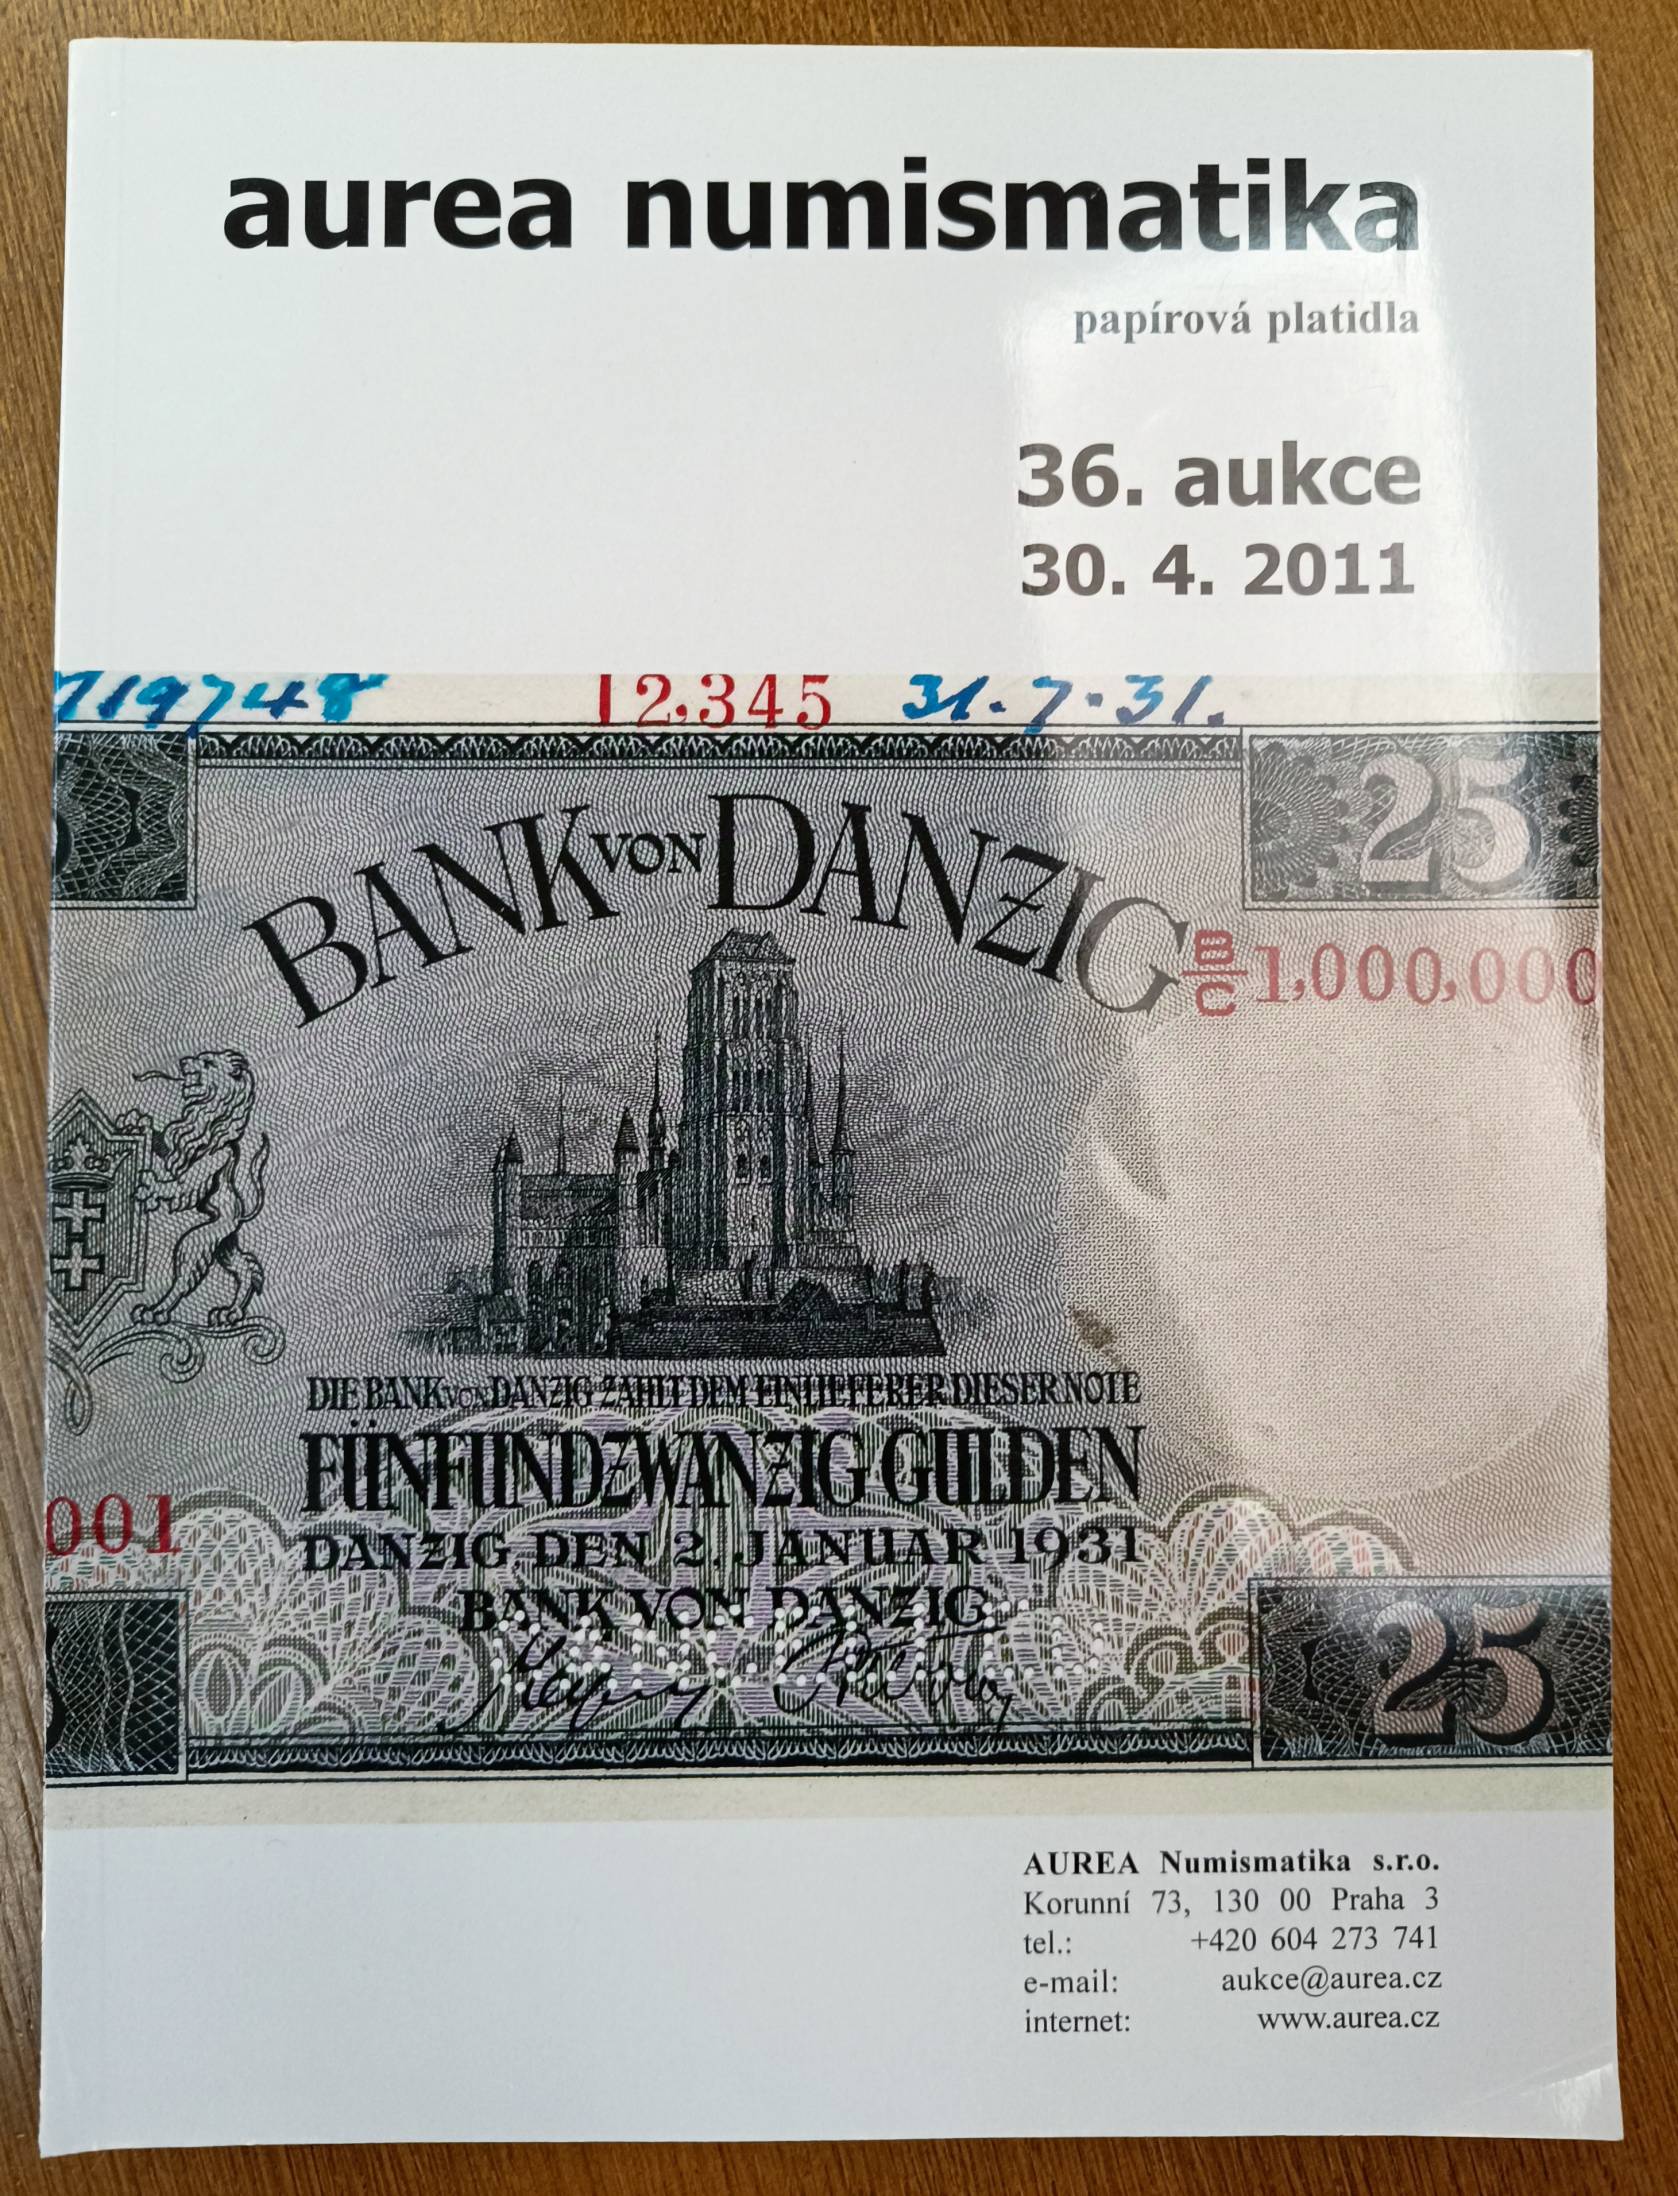 aurea numismatika
papírová platidla
36. aukce
30. 4. 2011
719748 12,345 31.7.31.
25
BANK VON DANZIG
B/C 1,000,000
DIE BANK VON DANZIG ZAHLT DEM EINLIEFERER DIESER NOTE
FÜNFUNDZWANZIG GULDEN
001
DANZIG, DEN 2. JANUAR 1931
BANK VON DANZIG
25
AUREA Numismatika s.r.o.
Korunní 73, 130 00 Praha 3
tel.: +420 604 273 741
e-mail: aukce@aurea.cz
internet: www.aurea.cz